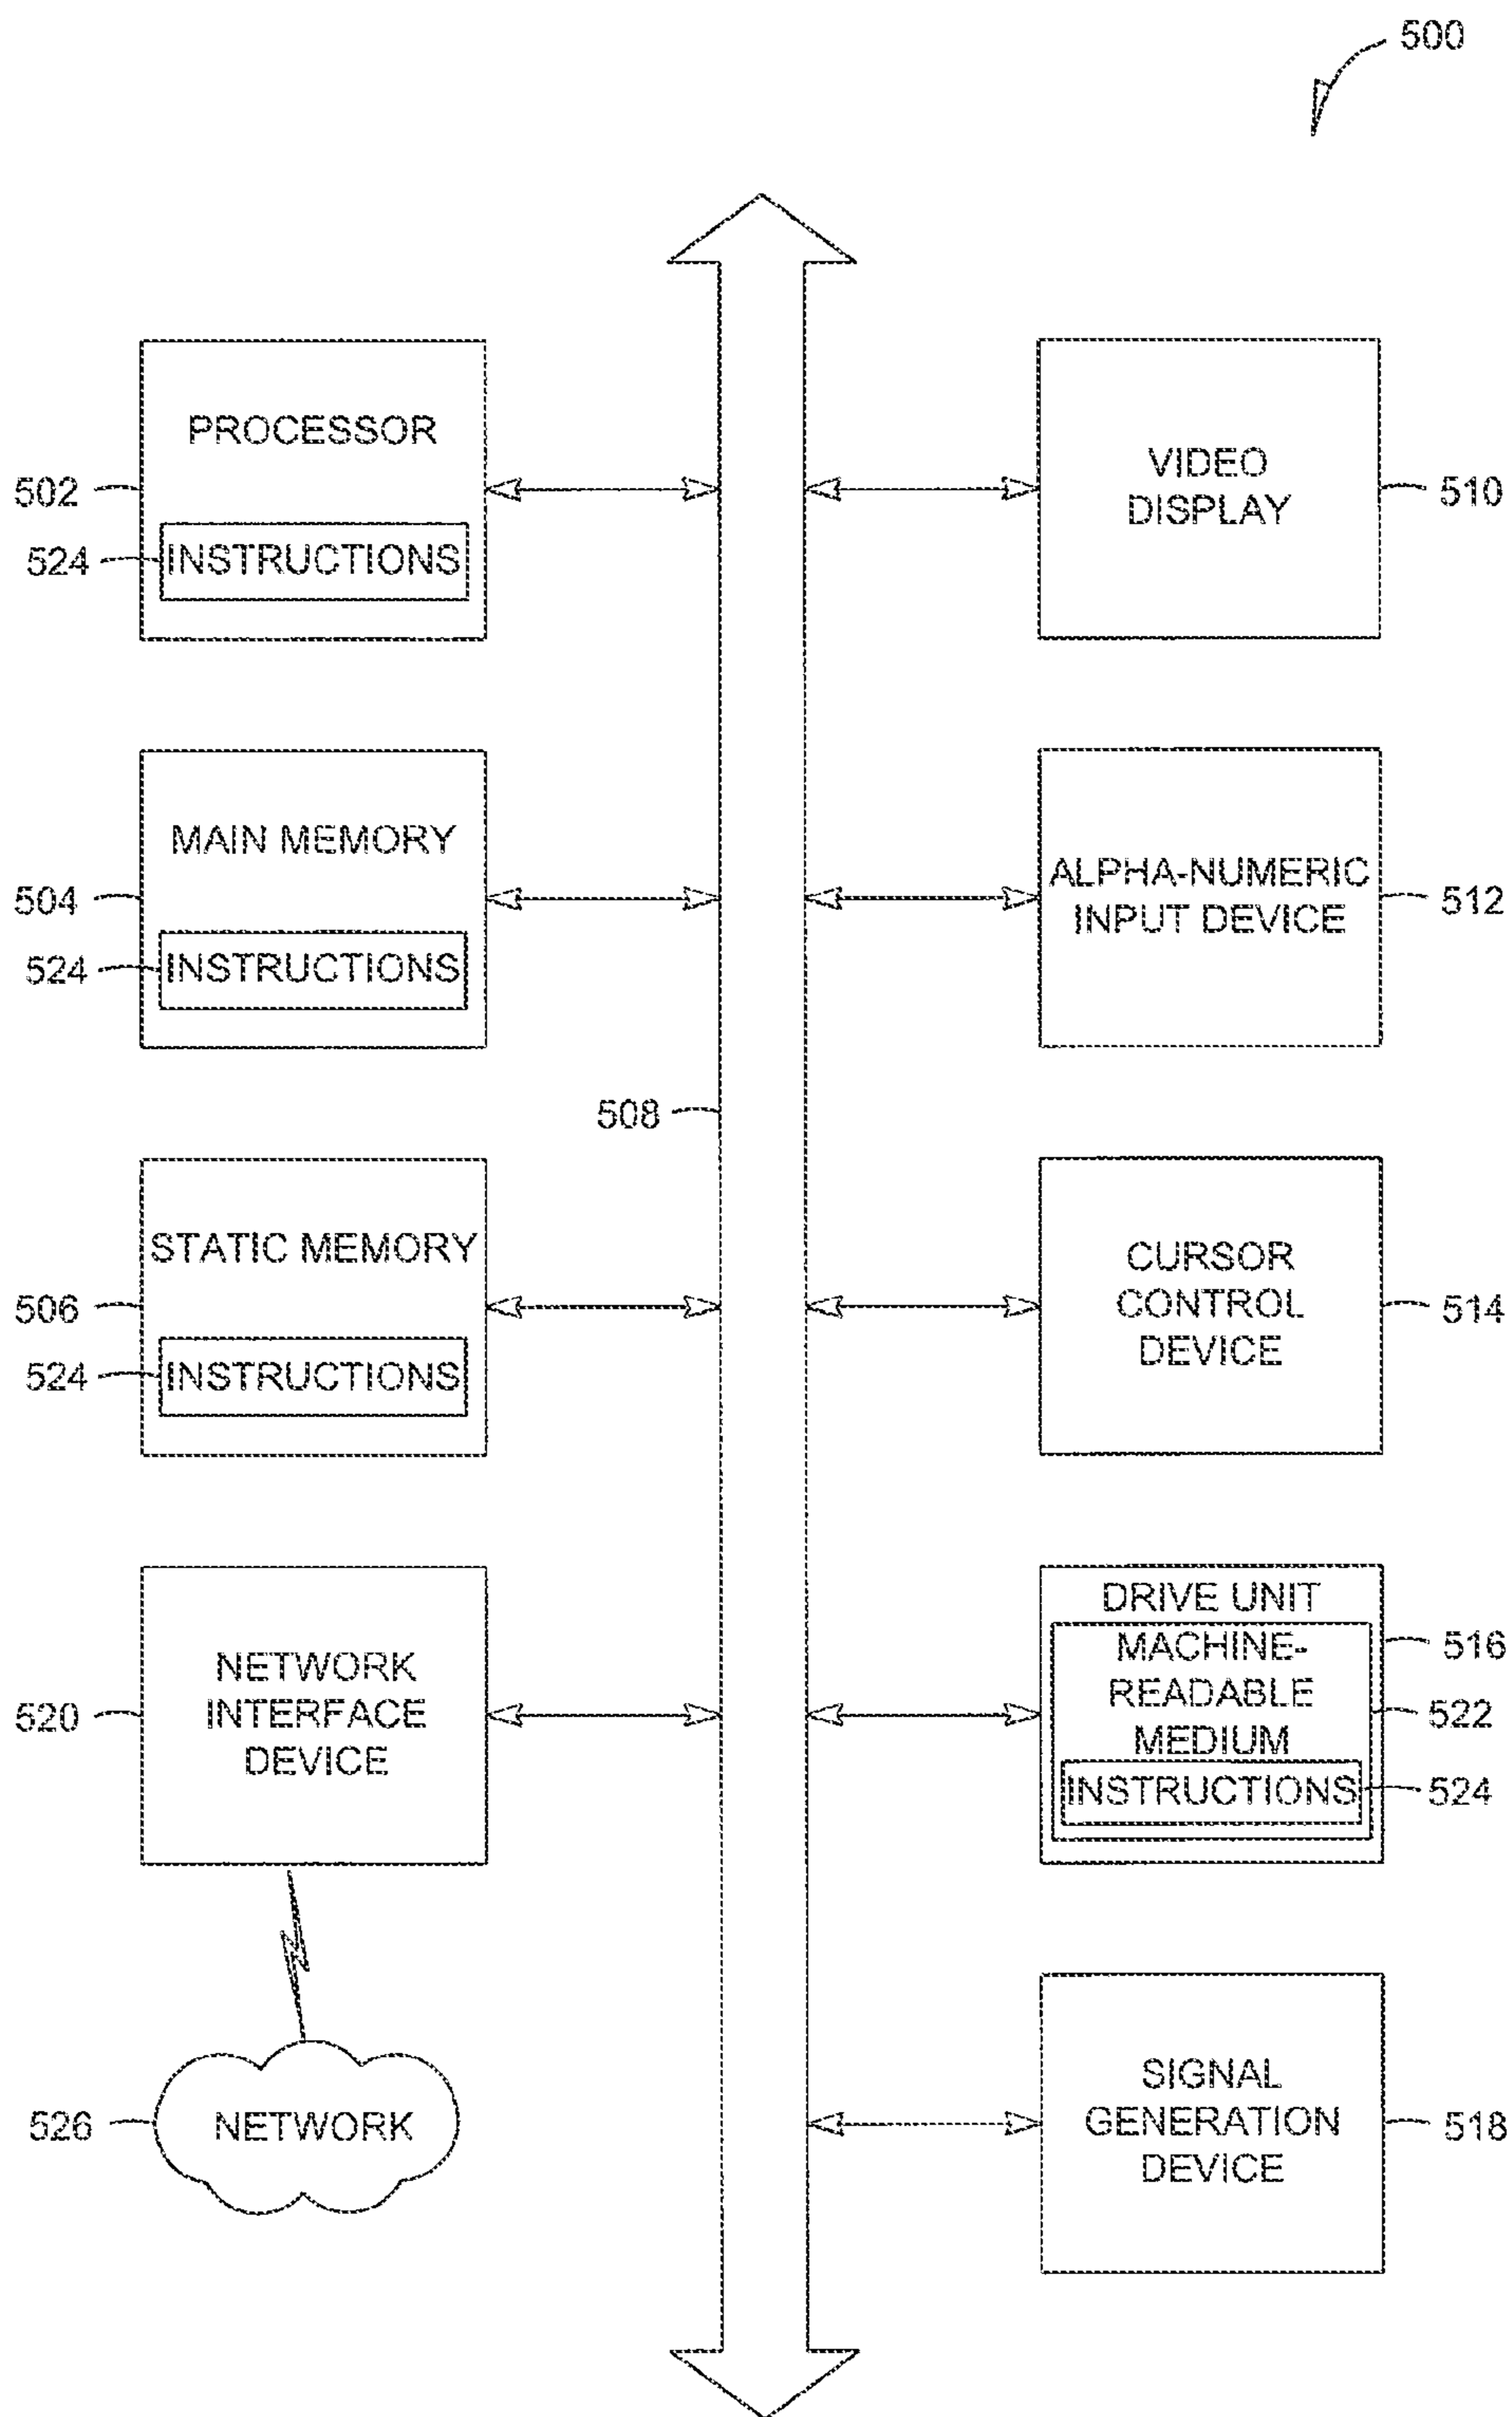 500
PROCESSOR
502
524
INSTRUCTIONS
VIDEO
DISPLAY
510
MAIN MEMORY
504
524
INSTRUCTIONS
ALPHA-NUMERIC
INPUT DEVICE
512
508
STATIC MEMORY
506
524
INSTRUCTIONS
CURSOR
CONTROL
DEVICE
514
NETWORK
INTERFACE
DEVICE
520
DRIVE UNIT
MACHINE-
READABLE
MEDIUM
INSTRUCTIONS
516
522
524
526
NETWORK
SIGNAL
GENERATION
DEVICE
518